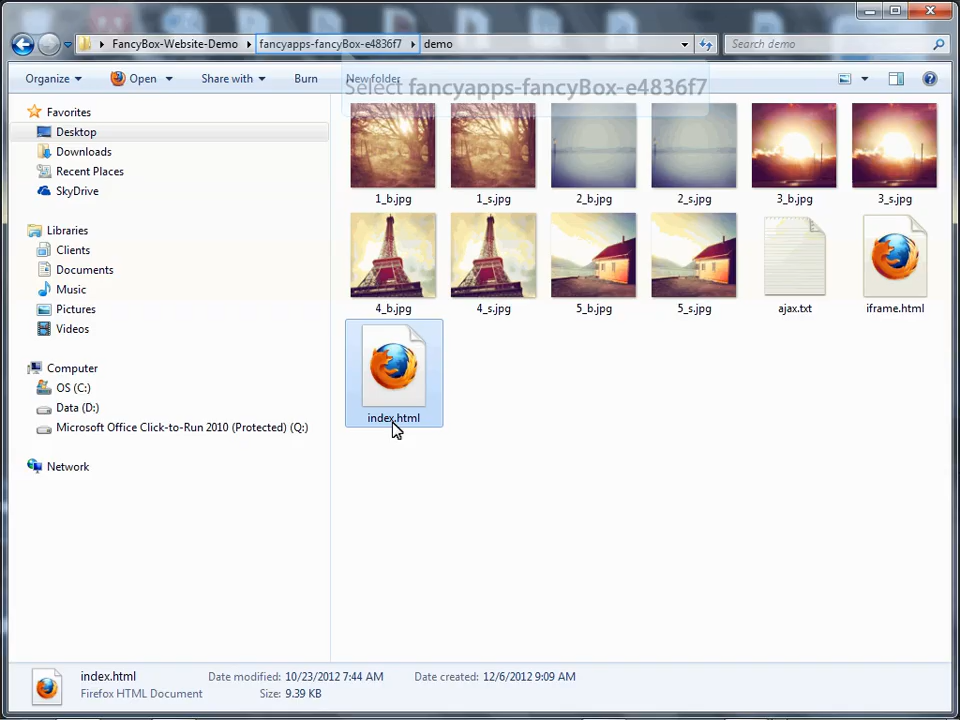 FancyBox-Website-Demo fancyapps-fancyBox-e4836f7 demo
Search demo
Organize Open Share with Burn New folder
Select fancyapps-fancyBox-e4836f7
Favorites
Desktop
Downloads
Recent Places
SkyDrive
Libraries
Clients
Documents
Music
Pictures
Videos
Computer
OS (C:)
Data (D:)
Microsoft Office Click-to-Run 2010 (Protected) (Q:)
Network
1_b.jpg 1_s.jpg 2_b.jpg 2_s.jpg 3_b.jpg 3_s.jpg
4_b.jpg 4_s.jpg 5_b.jpg 5_s.jpg ajax.txt iframe.html
index.html
index.html Date modified: 10/23/2012 7:44 AM Date created: 12/6/2012 9:09 AM
Firefox HTML Document Size: 9.39 KB